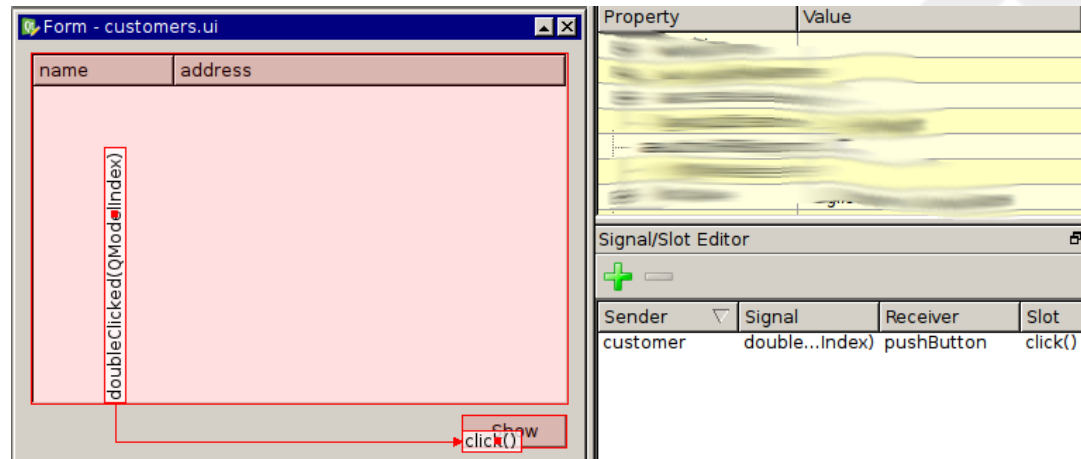 Form - customers.ui
name address
doubleClicked(QModelIndex)
Show
click()
Property Value
Signal/Slot Editor
Sender Signal Receiver Slot
customer double...Index) pushButton click()